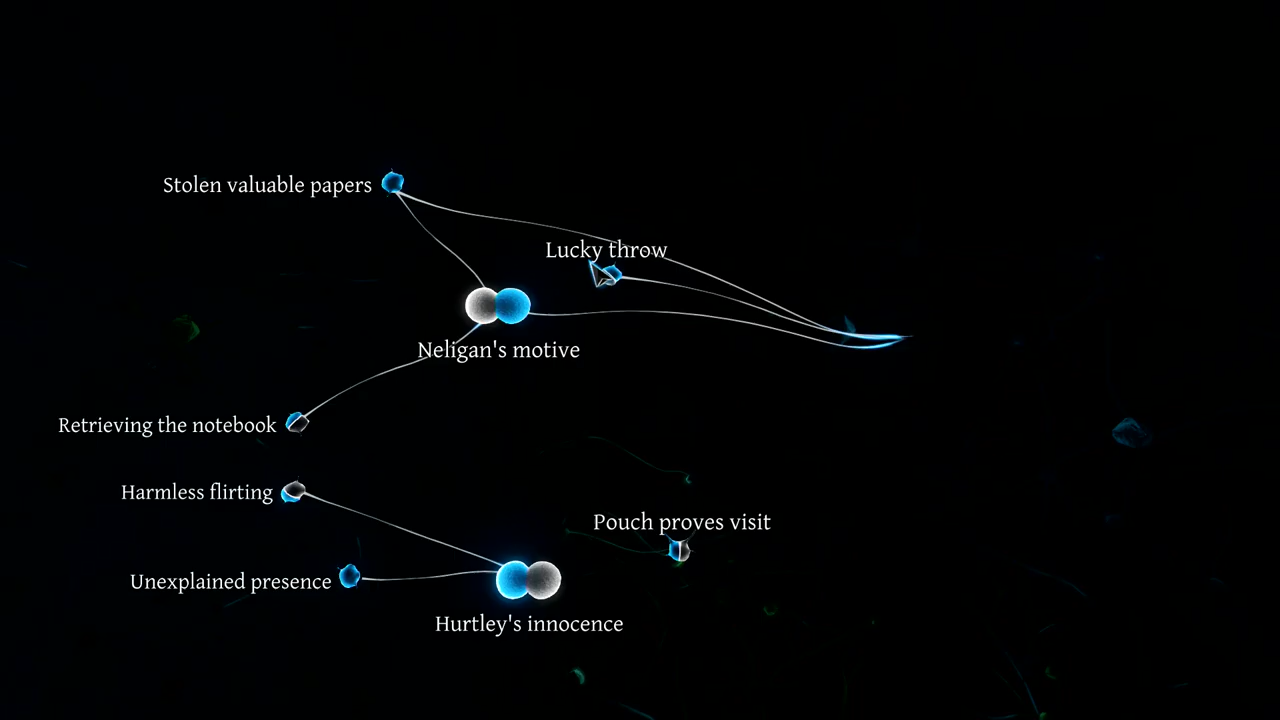 Stolen valuable papers
Lucky throw
Neligan's motive
Retrieving the notebook
Harmless flirting
Pouch proves visit
Unexplained presence
Hurtley's innocence